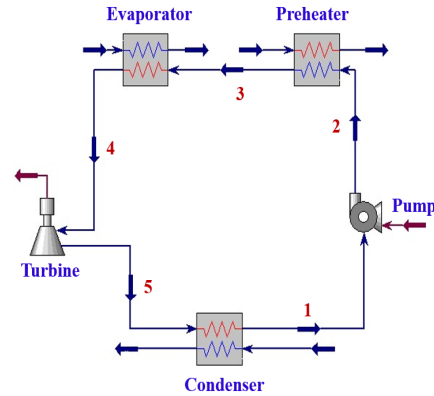 Evaporator
Preheater
3
2
4
Pump
Turbine
5
1
Condenser